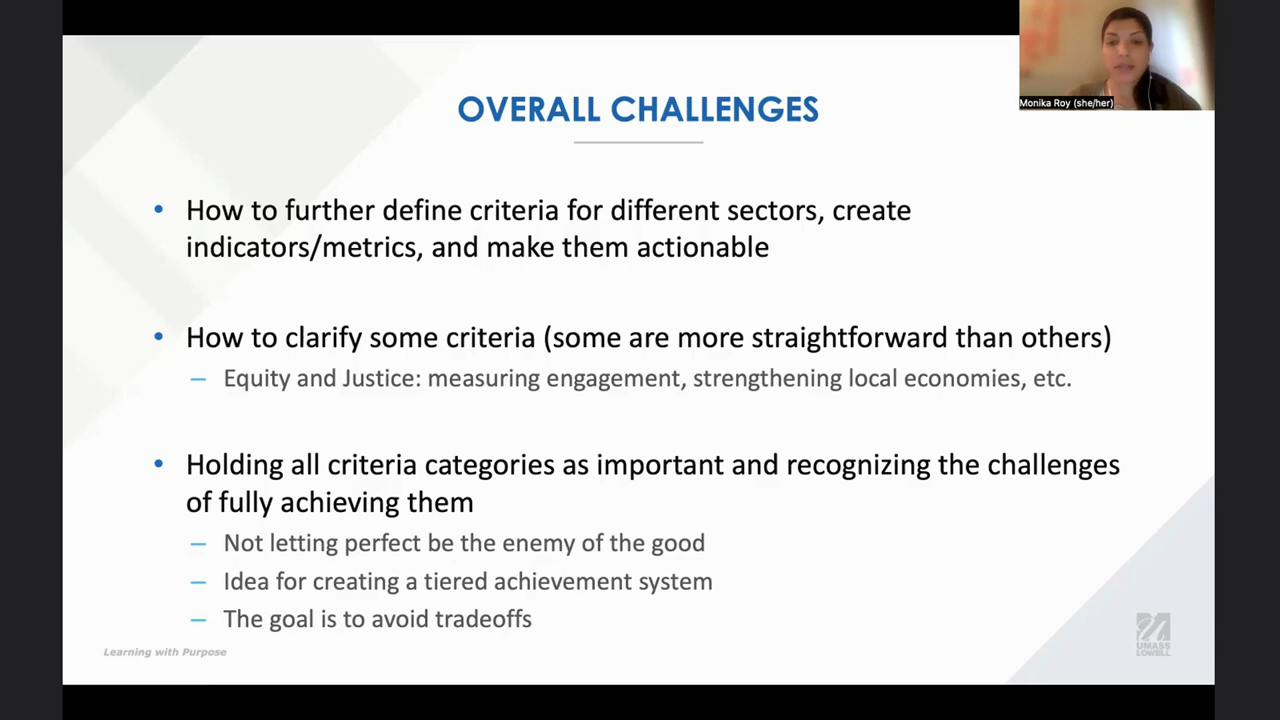 OVERALL CHALLENGES
Monika Roy (she/her)
• How to further define criteria for different sectors, create
indicators/metrics, and make them actionable
• How to clarify some criteria (some are more straightforward than others)
– Equity and Justice: measuring engagement, strengthening local economies, etc.
• Holding all criteria categories as important and recognizing the challenges
of fully achieving them
– Not letting perfect be the enemy of the good
– Idea for creating a tiered achievement system
– The goal is to avoid tradeoffs
Learning with Purpose
UMASS
LOWELL